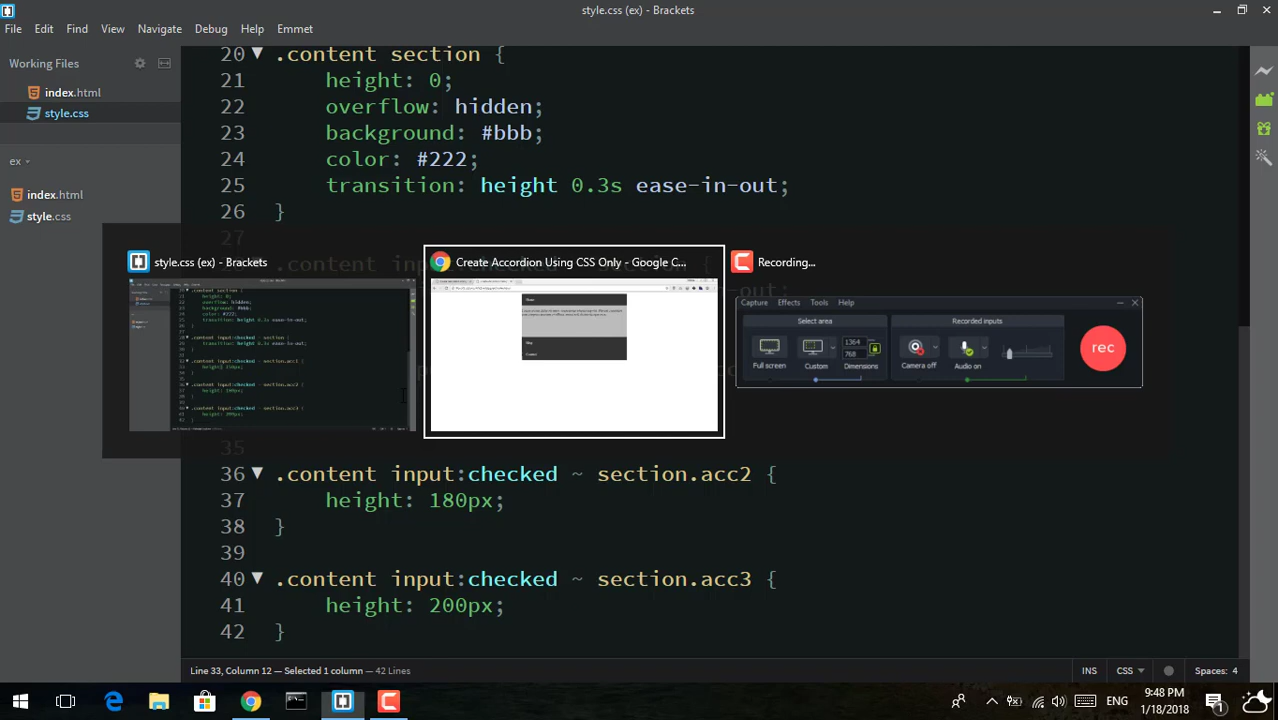 style.css (ex) - Brackets
File Edit Find View Navigate Debug Help Emmet
Working Files
index.html
style.css
ex
index.html
style.css
20 .content section {
21 height: 0;
22 overflow: hidden;
23 background: #bbb;
24 color: #222;
25 transition: height 0.3s ease-in-out;
26 }
27
style.css (ex) - Brackets
Create Accordion Using CSS Only - Google C...
Recording...
Capture Effects Tools Help
Select area
Recorded inputs
Full screen
Custom
1364
768
Dimensions
Camera off
Audio on
rec
35
36 .content input:checked ~ section.acc2 {
37 height: 180px;
38 }
39
40 .content input:checked ~ section.acc3 {
41 height: 200px;
42 }
Line 33, Column 12 — Selected 1 column — 42 Lines
INS CSS Spaces: 4
ENG
9:48 PM
1/18/2018
1